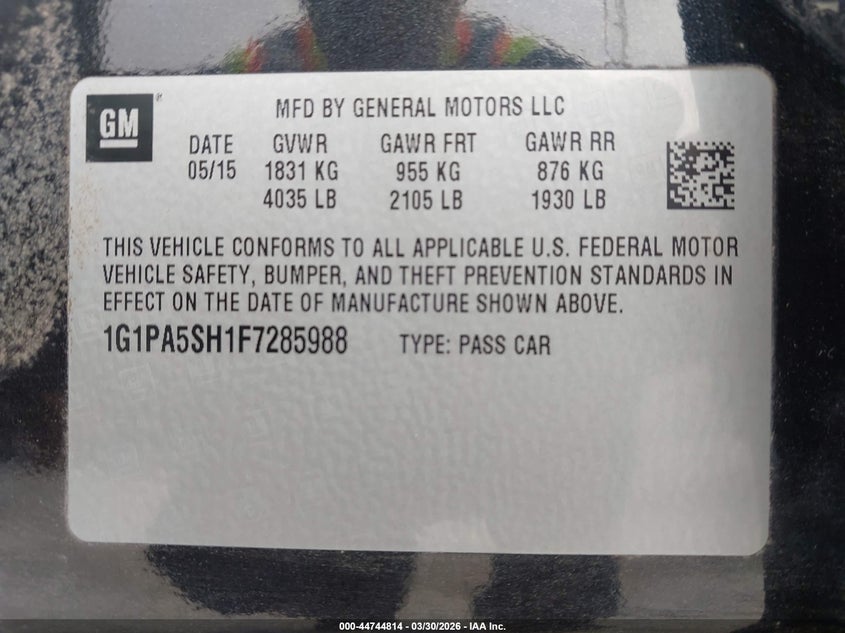 GM
MFD BY GENERAL MOTORS LLC
DATE GVWR GAWR FRT GAWR RR
05/15 1831 KG 955 KG 876 KG
4035 LB 2105 LB 1930 LB
THIS VEHICLE CONFORMS TO ALL APPLICABLE U.S. FEDERAL MOTOR
VEHICLE SAFETY, BUMPER, AND THEFT PREVENTION STANDARDS IN
EFFECT ON THE DATE OF MANUFACTURE SHOWN ABOVE.
1G1PA5SH1F7285988 TYPE: PASS CAR
000-44744814 - 03/30/2026 - IAA Inc.